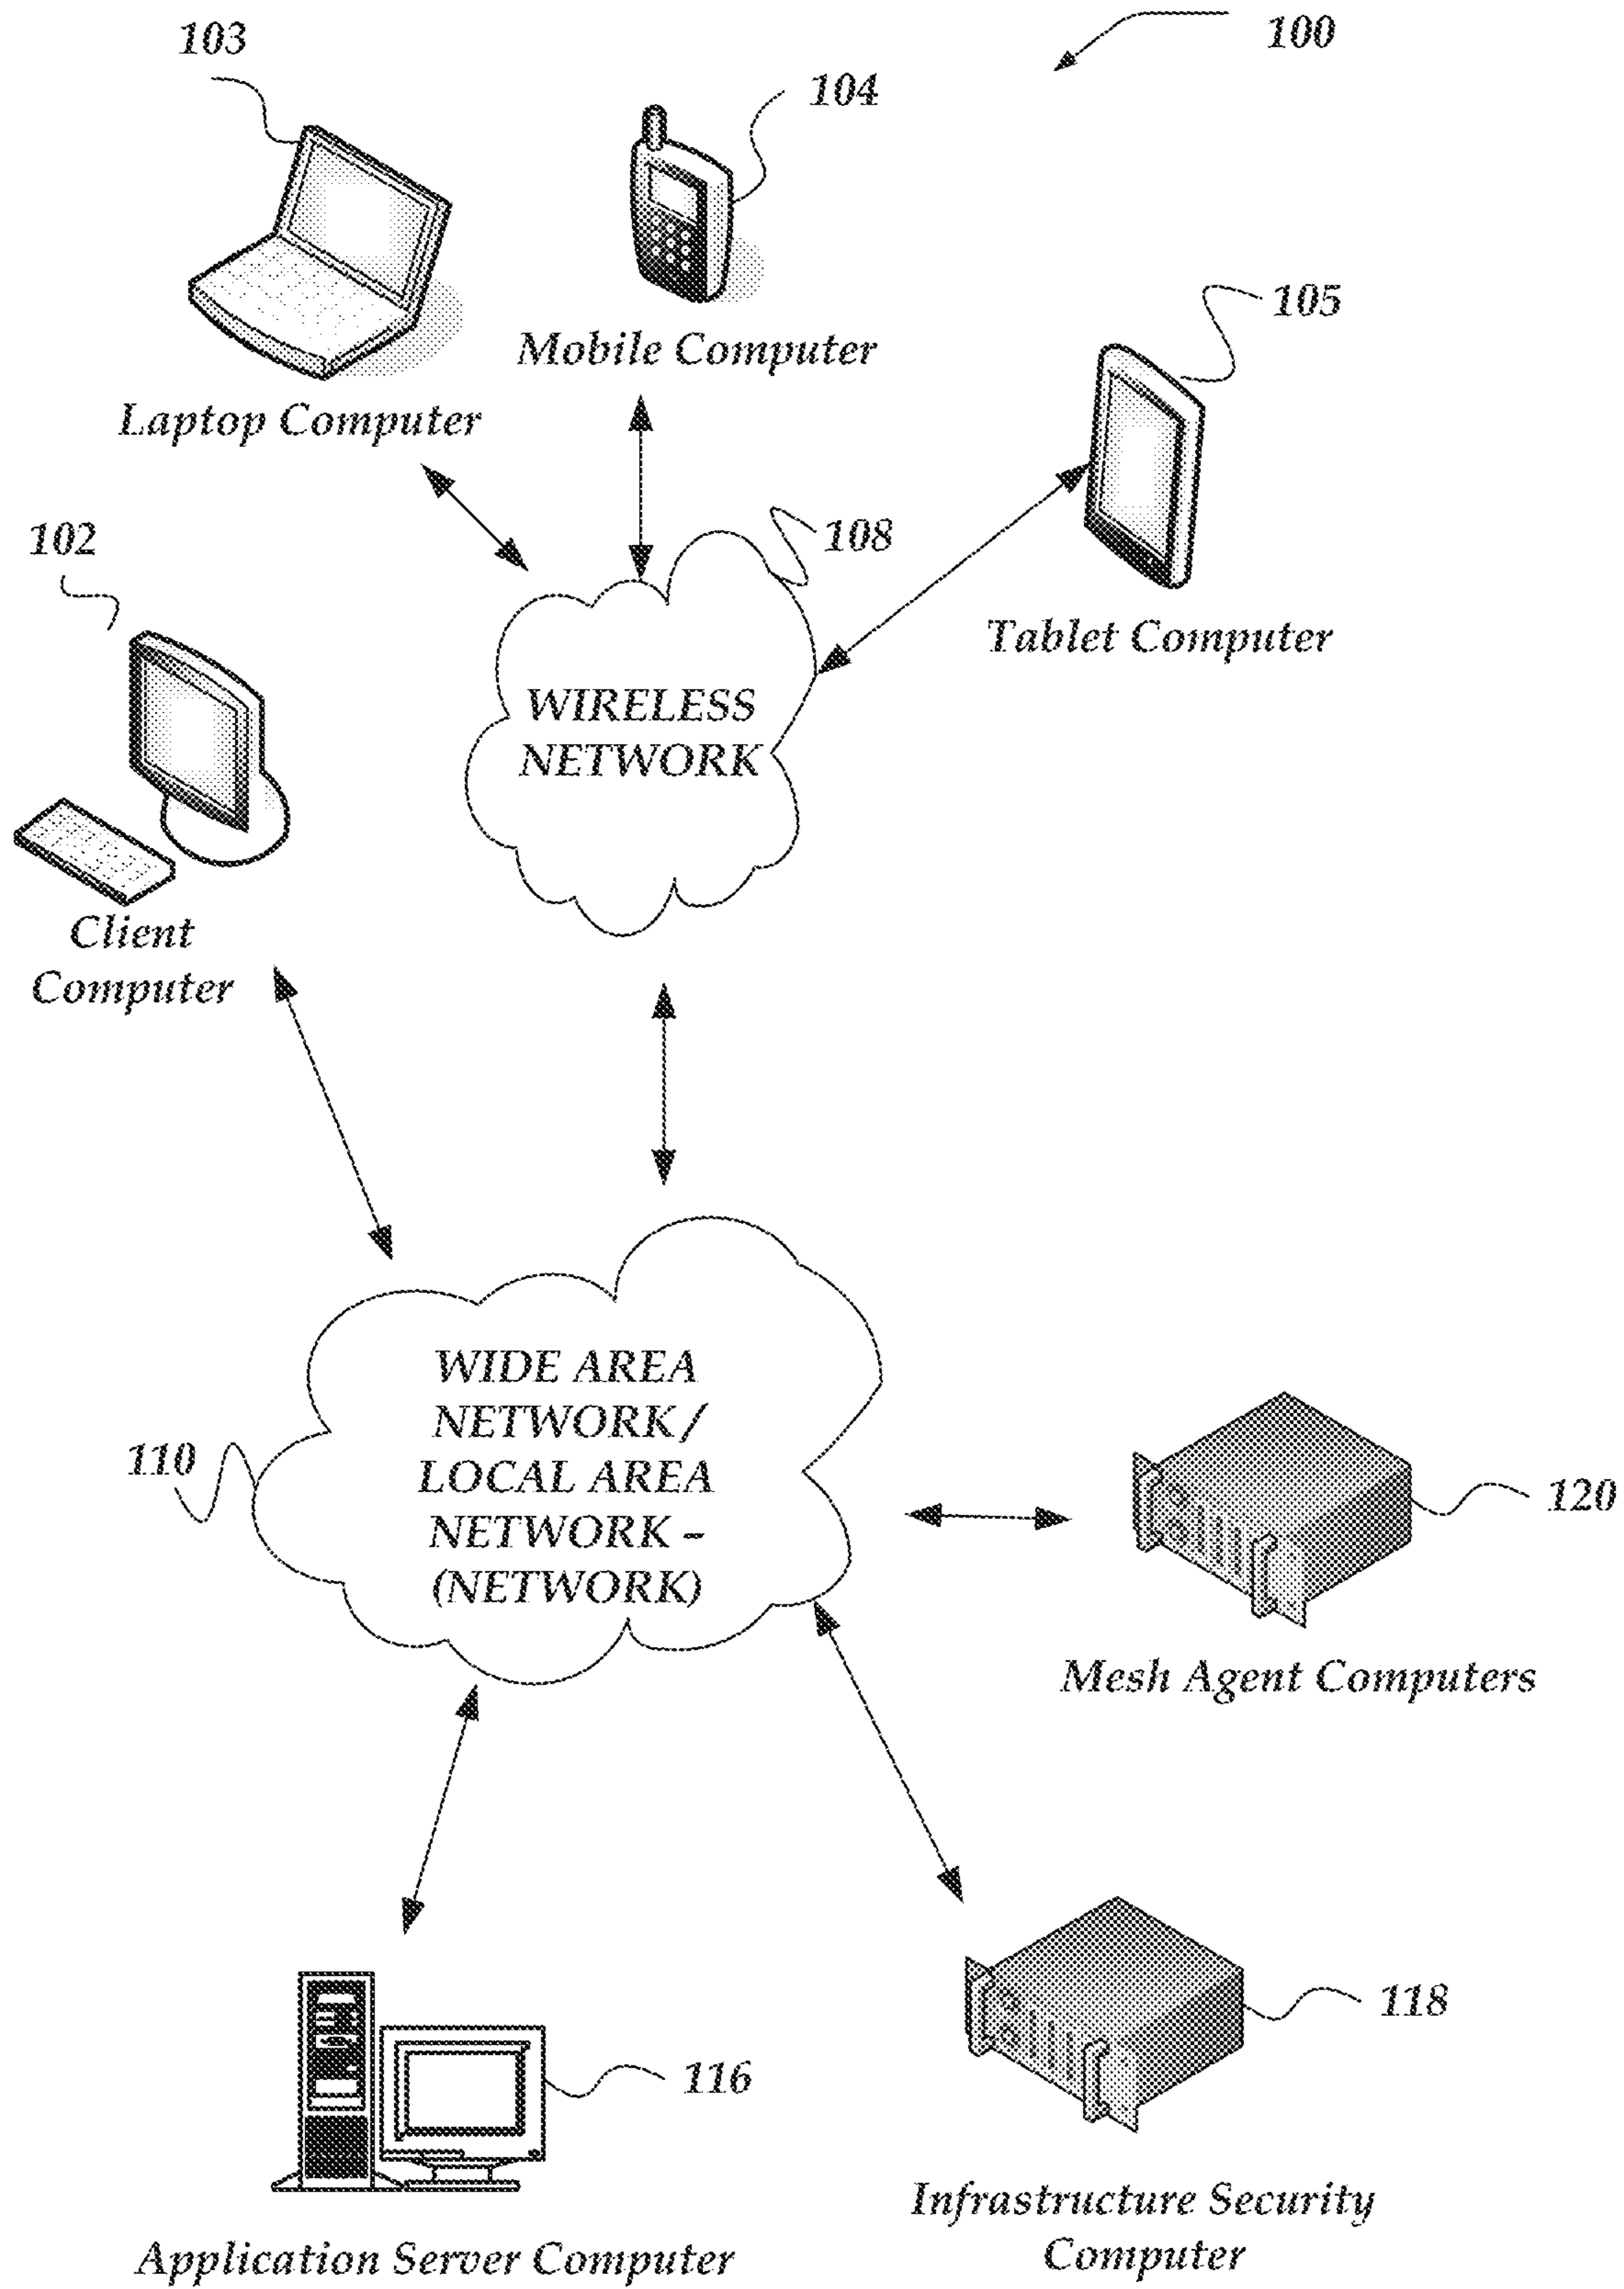 100
103
104
Mobile Computer
105
Laptop Computer
102
108
Tablet Computer
WIRELESS
NETWORK
Client
Computer
WIDE AREA
NETWORK /
LOCAL AREA
NETWORK –
(NETWORK)
110
120
Mesh Agent Computers
118
116
Infrastructure Security
Computer
Application Server Computer